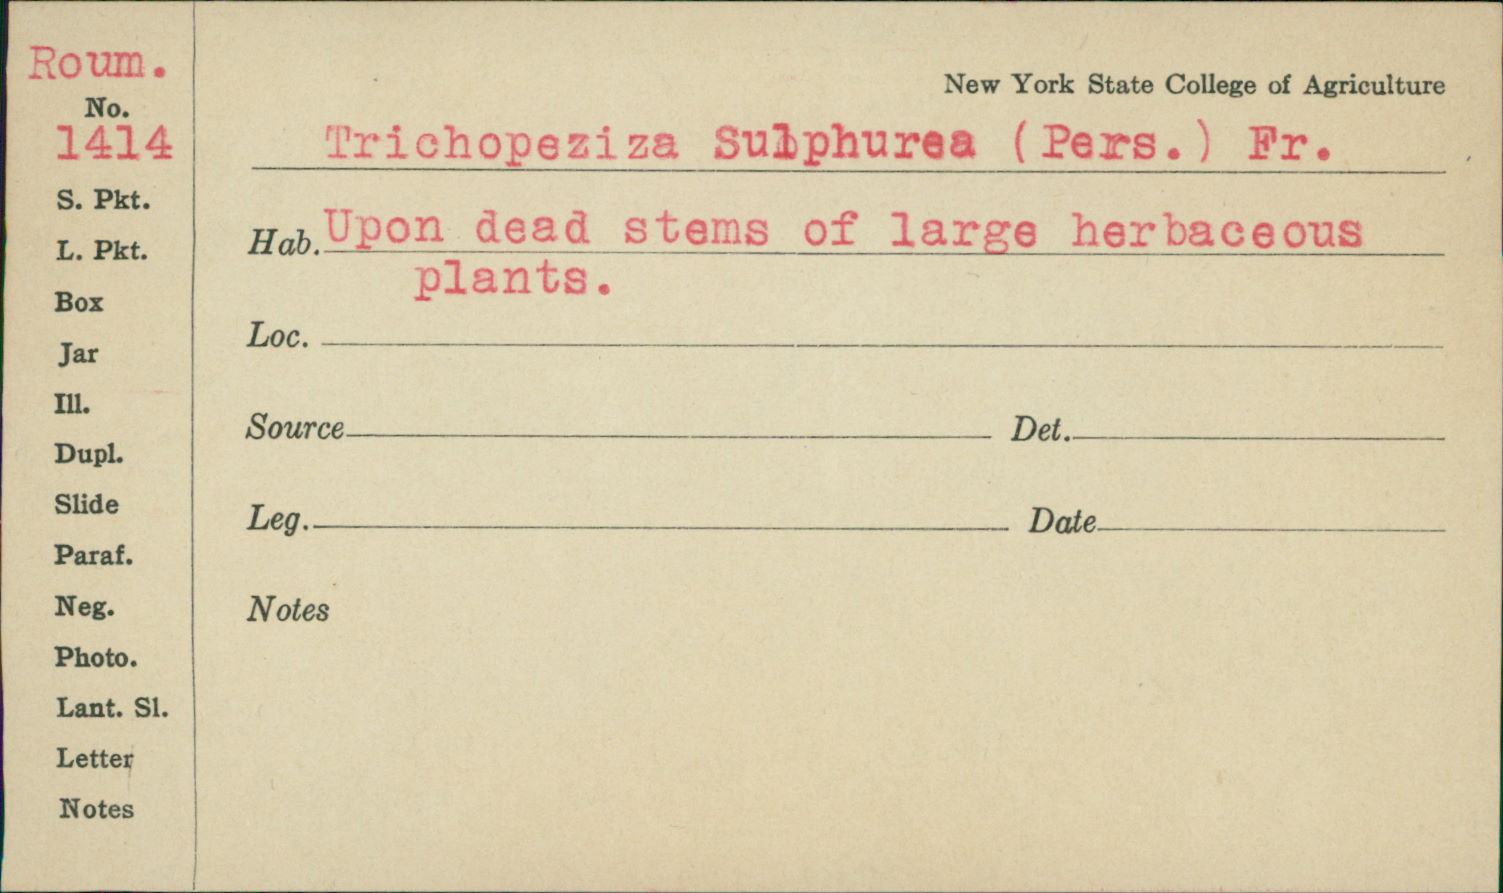 Roum.
No.
1414
S. Pkt.
L. Pkt.
Box
Jar
Ill.
Dupl.
Slide
Paraf.
Neg.
Photo.
Lant. Sl.
Letter
Notes
New York State College of Agriculture
Trichopeziza Sulphurea (Pers.) Fr.
Hab. Upon dead stems of large herbaceous
plants.
Loc.
Source Det.
Leg. Date
Notes